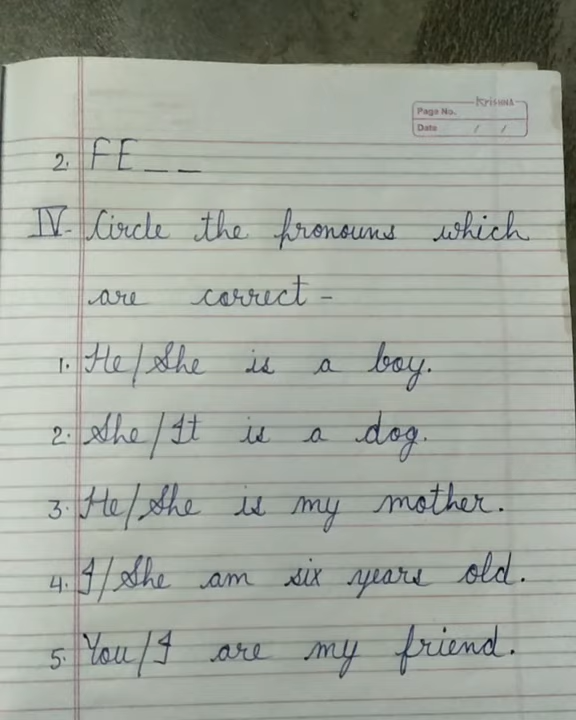 Krishna
Page No.
Date / /
2. FE _ _
IV. Circle the pronouns which
are correct -
1. He/She is a boy.
2. She/It is a dog.
3. He/She is my mother.
4. I/She am six years old.
5. You/I are my friend.